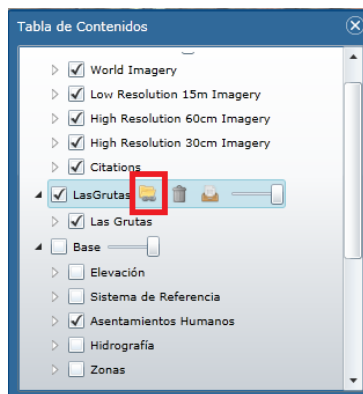 Tabla de Contenidos
World Imagery
Low Resolution 15m Imagery
High Resolution 60cm Imagery
High Resolution 30cm Imagery
Citations
LasGrutas
Las Grutas
Base
Elevación
Sistema de Referencia
Asentamientos Humanos
Hidrografía
Zonas